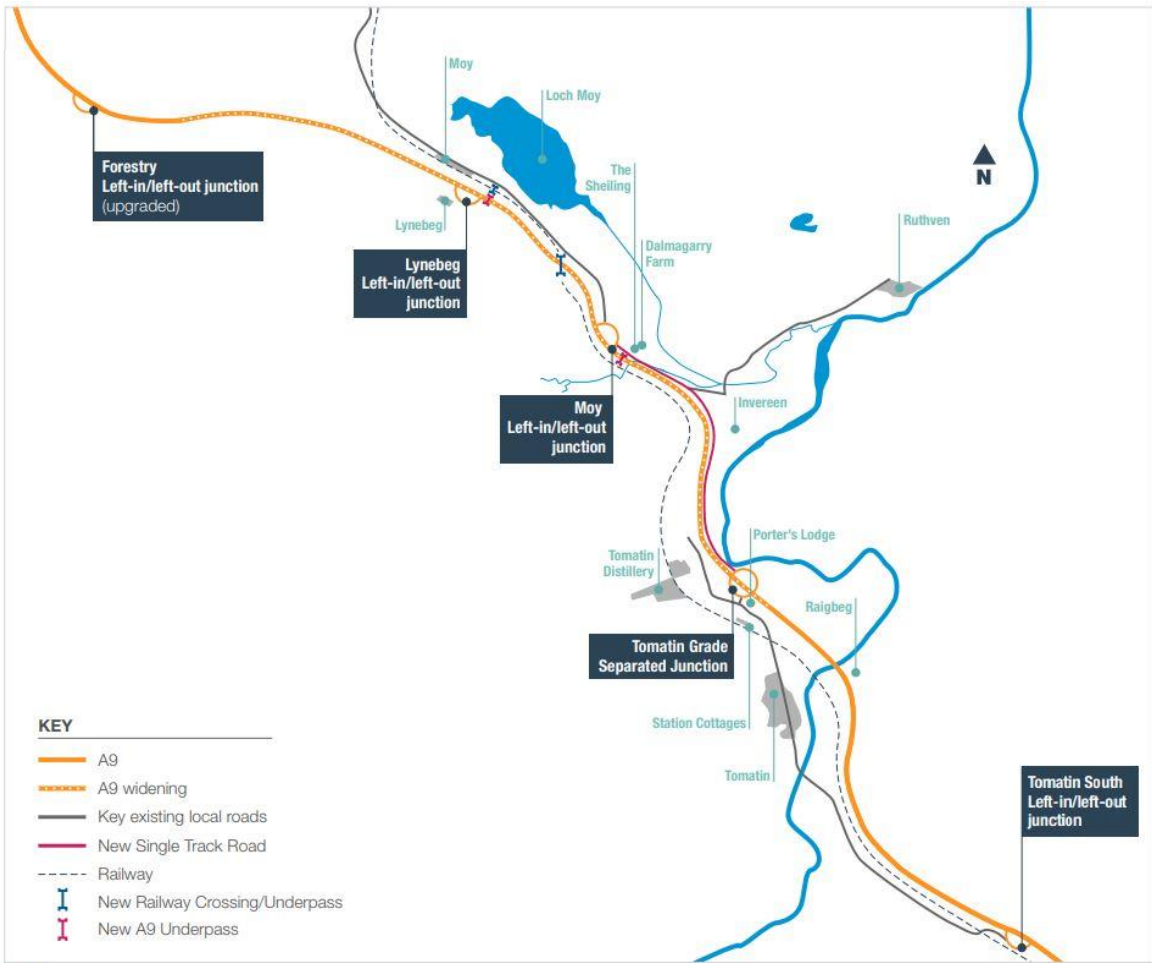 Moy
Loch Moy
The
Sheiling
N
Forestry
Left-in/left-out junction
(upgraded)
Lynebeg
Ruthven
Dalmagarry
Farm
Lynebeg
Left-in/left-out
junction
Moy
Left-in/left-out
junction
Invereen
Porter's Lodge
Tomatin
Distillery
Raigbeg
Tomatin Grade
Separated Junction
Station Cottages
Tomatin
Tomatin South
Left-in/left-out
junction
KEY
A9
A9 widening
Key existing local roads
New Single Track Road
Railway
New Railway Crossing/Underpass
New A9 Underpass